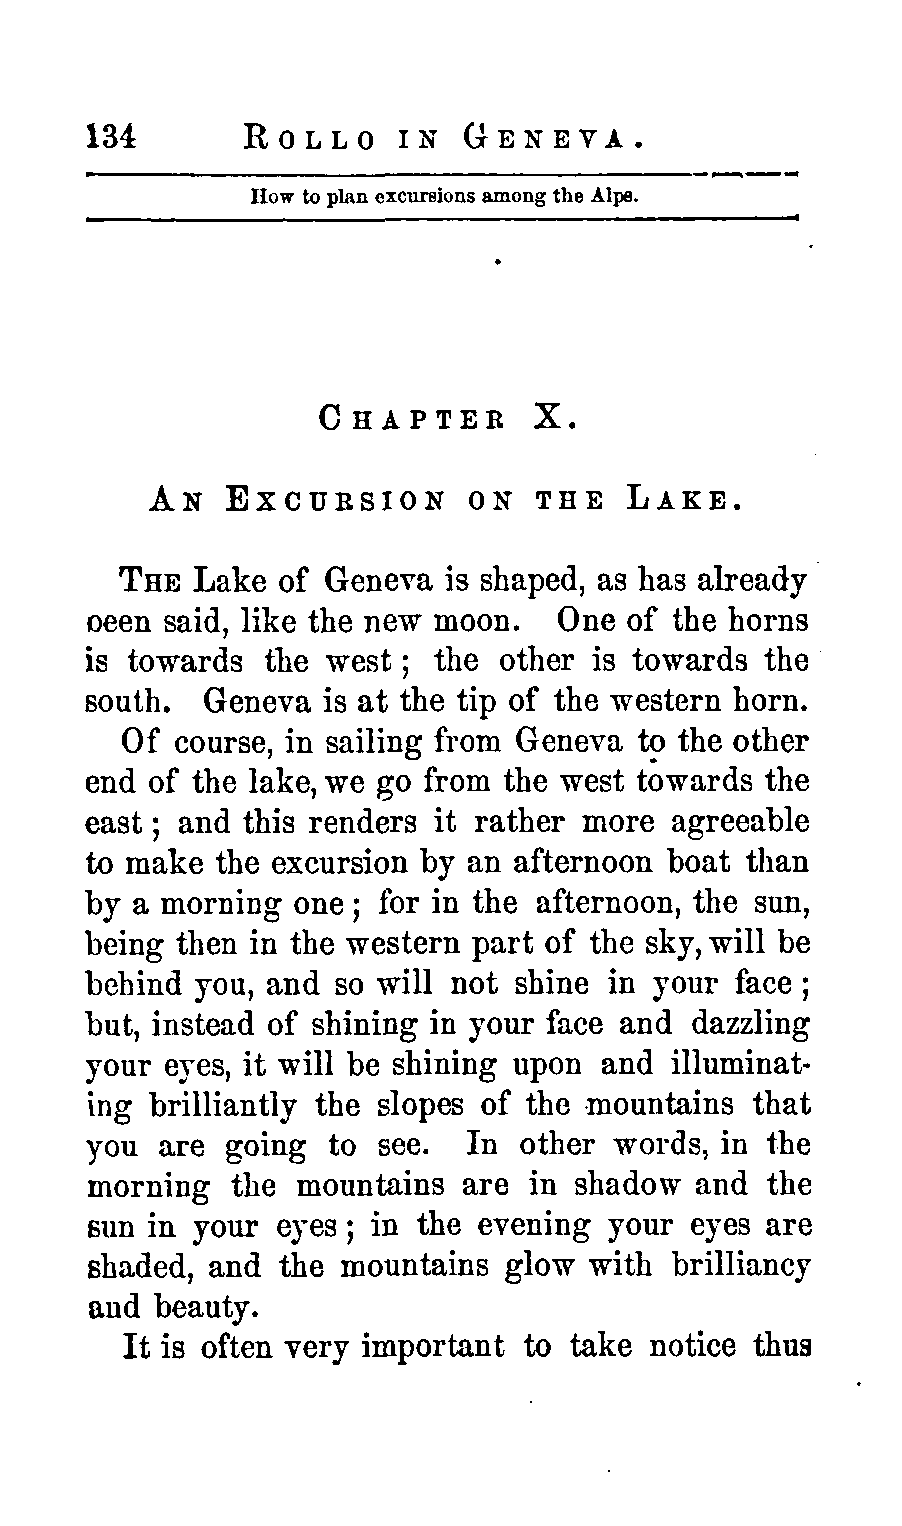 134 ROLLO IN GENEVA.
How to plan excursions among the Alps.
CHAPTER X.
AN EXCURSION ON THE LAKE.
THE Lake of Geneva is shaped, as has already
been said, like the new moon. One of the horns
is towards the west; the other is towards the
south. Geneva is at the tip of the western horn.
Of course, in sailing from Geneva to the other
end of the lake, we go from the west towards the
east; and this renders it rather more agreeable
to make the excursion by an afternoon boat than
by a morning one; for in the afternoon, the sun,
being then in the western part of the sky, will be
behind you, and so will not shine in your face;
but, instead of shining in your face and dazzling
your eyes, it will be shining upon and illuminat-
ing brilliantly the slopes of the mountains that
you are going to see. In other words, in the
morning the mountains are in shadow and the
sun in your eyes; in the evening your eyes are
shaded, and the mountains glow with brilliancy
and beauty.
It is often very important to take notice thus